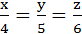 x/4 = y/5 = z/6